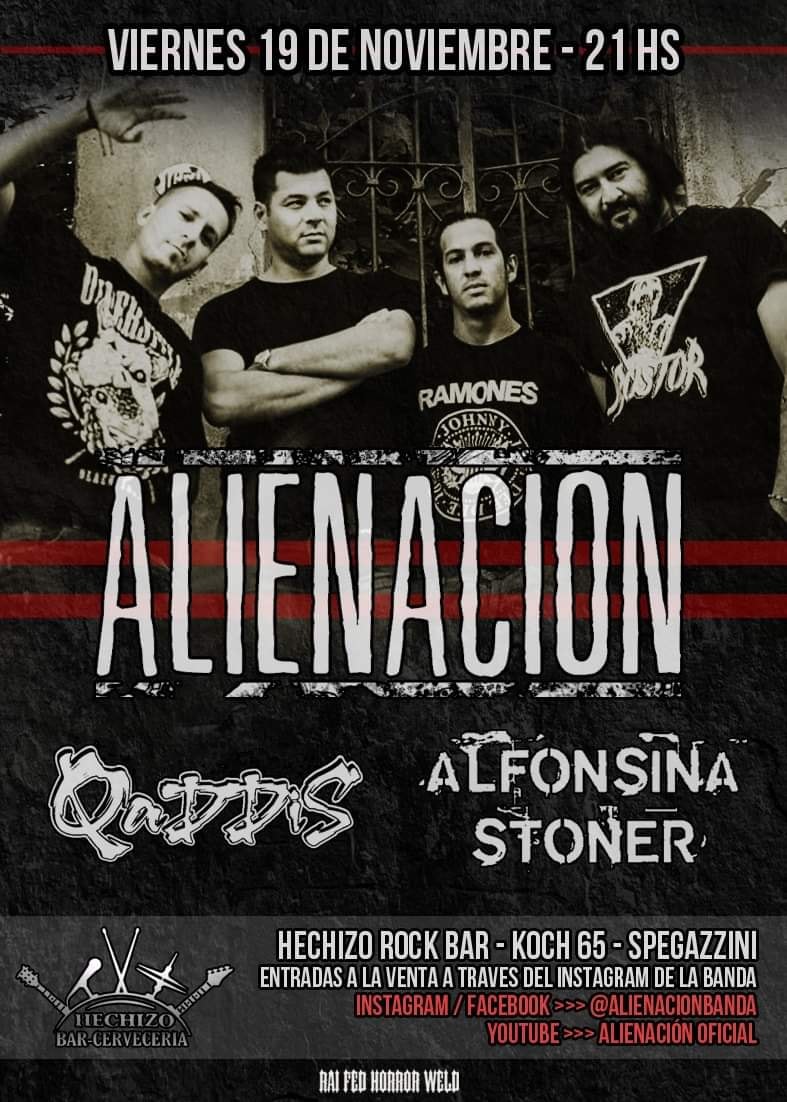 VIERNES 19 DE NOVIEMBRE - 21 HS
RAMONES
JOHNNY
ALIENACION
QaDDiS
ALFONSINA
STONER
HECHIZO ROCK BAR - KOCH 65 - SPEGAZZINI
ENTRADAS A LA VENTA A TRAVES DEL INSTAGRAM DE LA BANDA
INSTAGRAM / FACEBOOK >>> @ALIENACIONBANDA
YOUTUBE >>> ALIENACIÓN OFICIAL
HECHIZO
BAR-CERVECERIA
RAI FED HORROR WELD